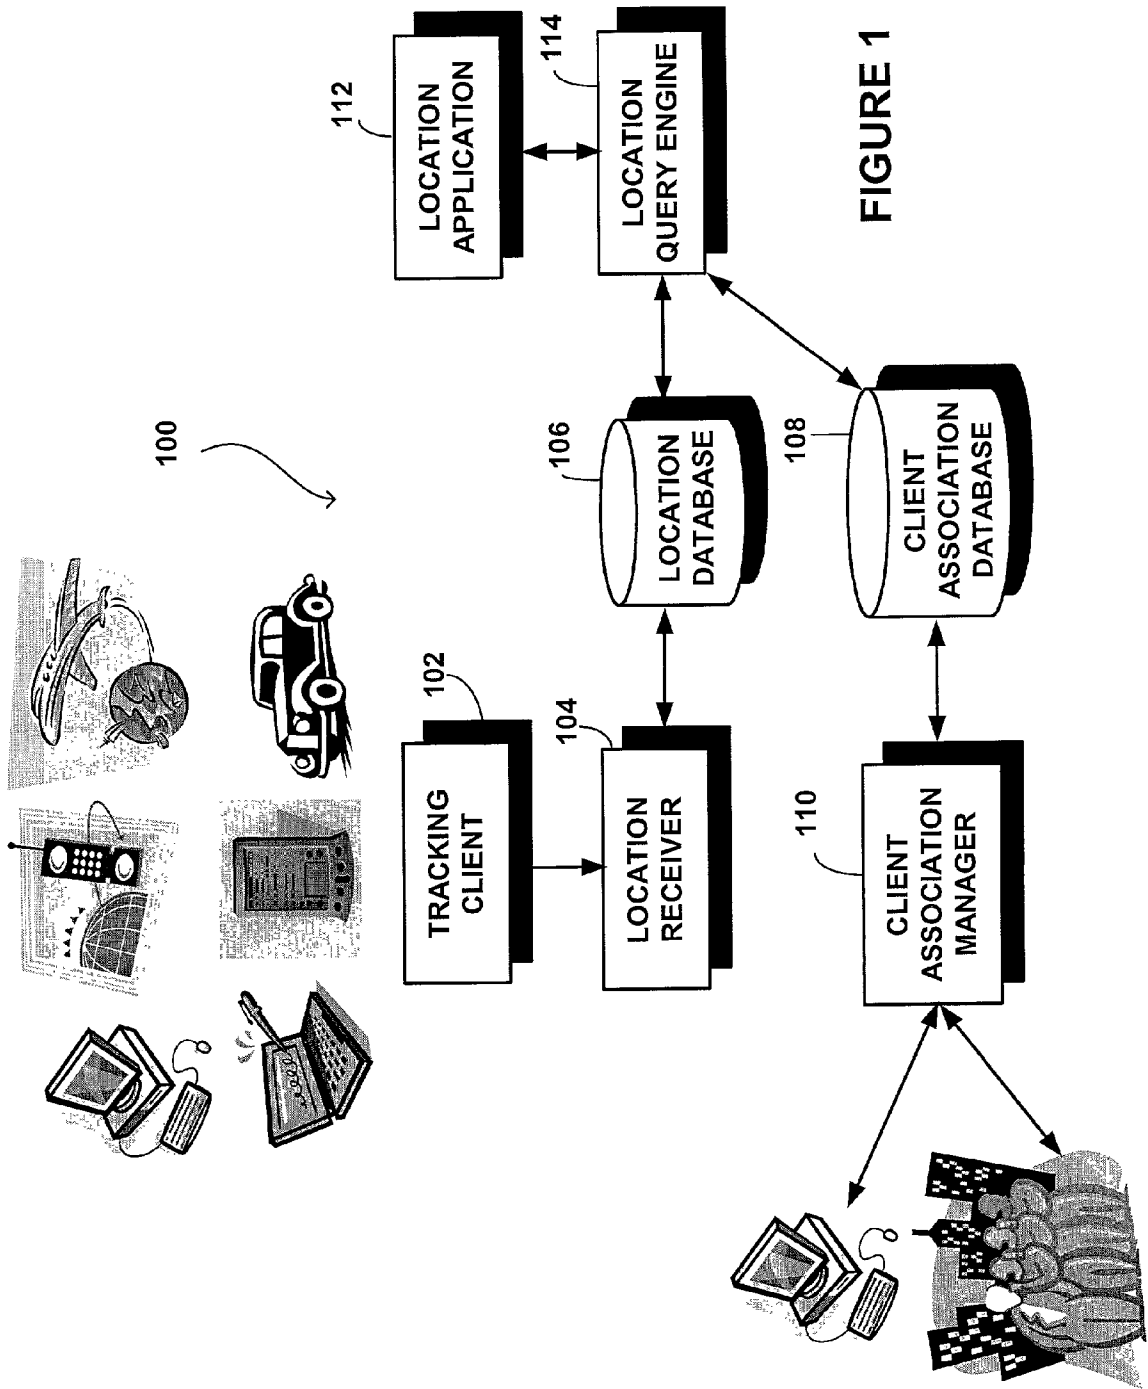 100
TRACKING
CLIENT
102
LOCATION
RECEIVER
104
LOCATION
DATABASE
106
LOCATION
APPLICATION
112
LOCATION
QUERY ENGINE
114
CLIENT
ASSOCIATION
MANAGER
110
CLIENT
ASSOCIATION
DATABASE
108
FIGURE 1